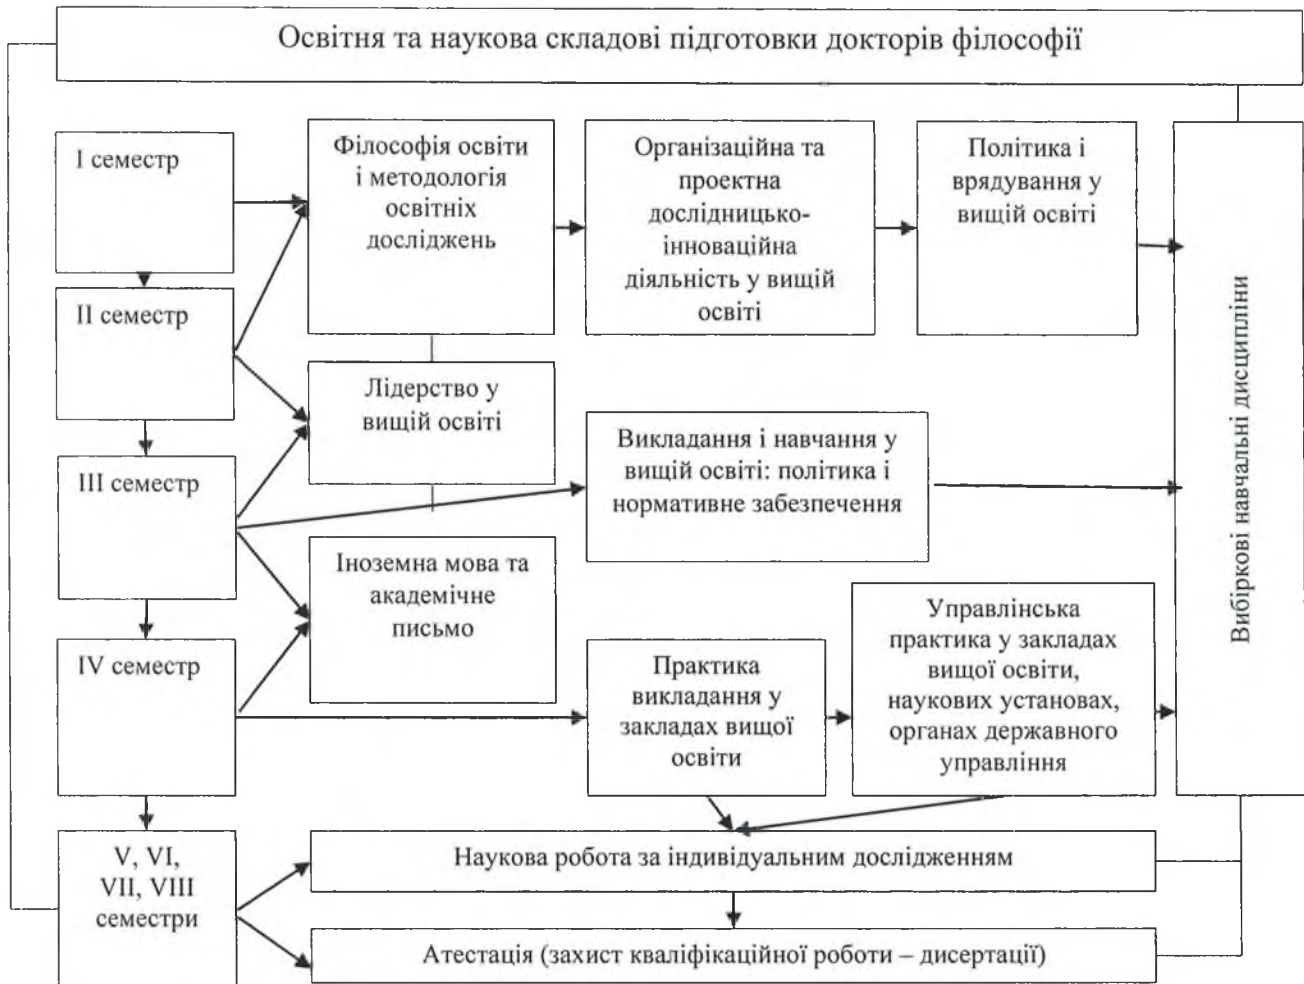 Освітня та наукова складові підготовки докторів філософії
I семестр
Філософія освіти
і методологія
освітніх
досліджень
Організаційна та
проектна
дослідницько-
інноваційна
діяльність у вищій
освіті
Політика і
врядування у
вищій освіті
Вибіркові навчальні дисципліни
II семестр
Лідерство у
вищій освіті
III семестр
Викладання і навчання у
вищій освіті: політика і
нормативне забезпечення
Іноземна мова та
академічне
письмо
IV семестр
Практика
викладання у
закладах вищої
освіти
Управлінська
практика у закладах
вищої освіти,
наукових установах,
органах державного
управління
V, VI,
VII, VIII
семестри
Наукова робота за індивідуальним дослідженням
Атестація (захист кваліфікаційної роботи – дисертації)